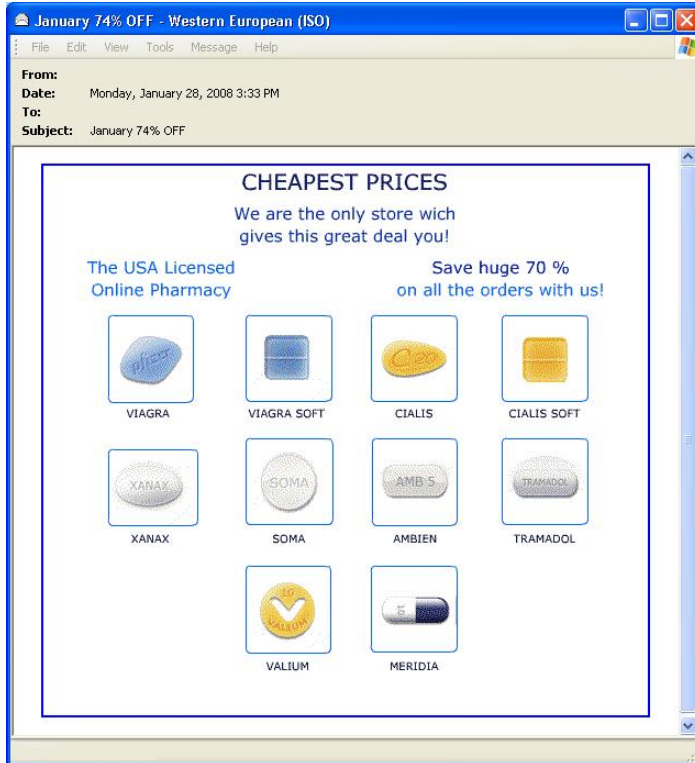 January 74% OFF - Western European (ISO)
File Edit View Tools Message Help
From:
Date: Monday, January 28, 2008 3:33 PM
To:
Subject: January 74% OFF
CHEAPEST PRICES
We are the only store wich
gives this great deal you!
The USA Licensed
Online Pharmacy
Save huge 70 %
on all the orders with us!
pfizer
C 20
VIAGRA VIAGRA SOFT CIALIS CIALIS SOFT
XANAX SOMA AMB 5 TRAMADOL
XANAX SOMA AMBIEN TRAMADOL
10
VALIUM
VALIUM MERIDIA